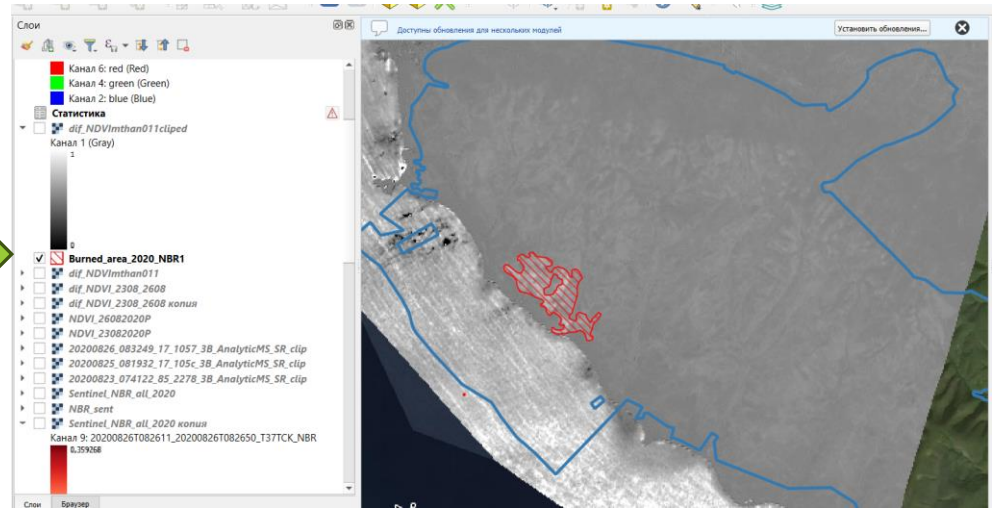 Слои
Доступны обновления для нескольких модулей
Установить обновления...
Канал 6: red (Red)
Канал 4: green (Green)
Канал 2: blue (Blue)
Статистика
dif_NDVImthan011cliped
Канал 1 (Gray)
1
0
Burned_area_2020_NBR1
dif_NDVImthan011
dif_NDVI_2308_2608
dif_NDVI_2308_2608 копия
NDVI_26082020P
NDVI_23082020P
20200826_083249_17_1057_3B_AnalyticMS_SR_clip
20200825_081932_17_105c_3B_AnalyticMS_SR_clip
20200823_074122_85_2278_3B_AnalyticMS_SR_clip
Sentinel_NBR_all_2020
NBR_sent
Sentinel_NBR_all_2020 копия
Канал 9: 20200826T082611_20200826T082650_T37TCK_NBR
0,359268
Слои
Браузер